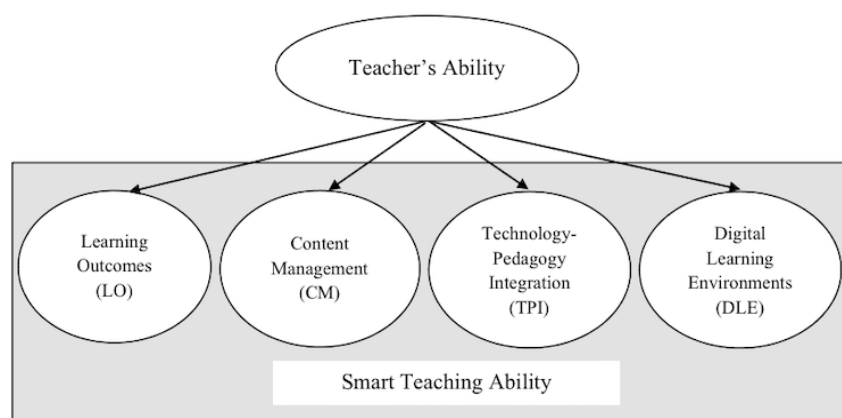 Teacher's Ability
Learning
Outcomes
(LO)
Content
Management
(CM)
Technology-
Pedagogy
Integration
(TPI)
Digital
Learning
Environments
(DLE)
Smart Teaching Ability